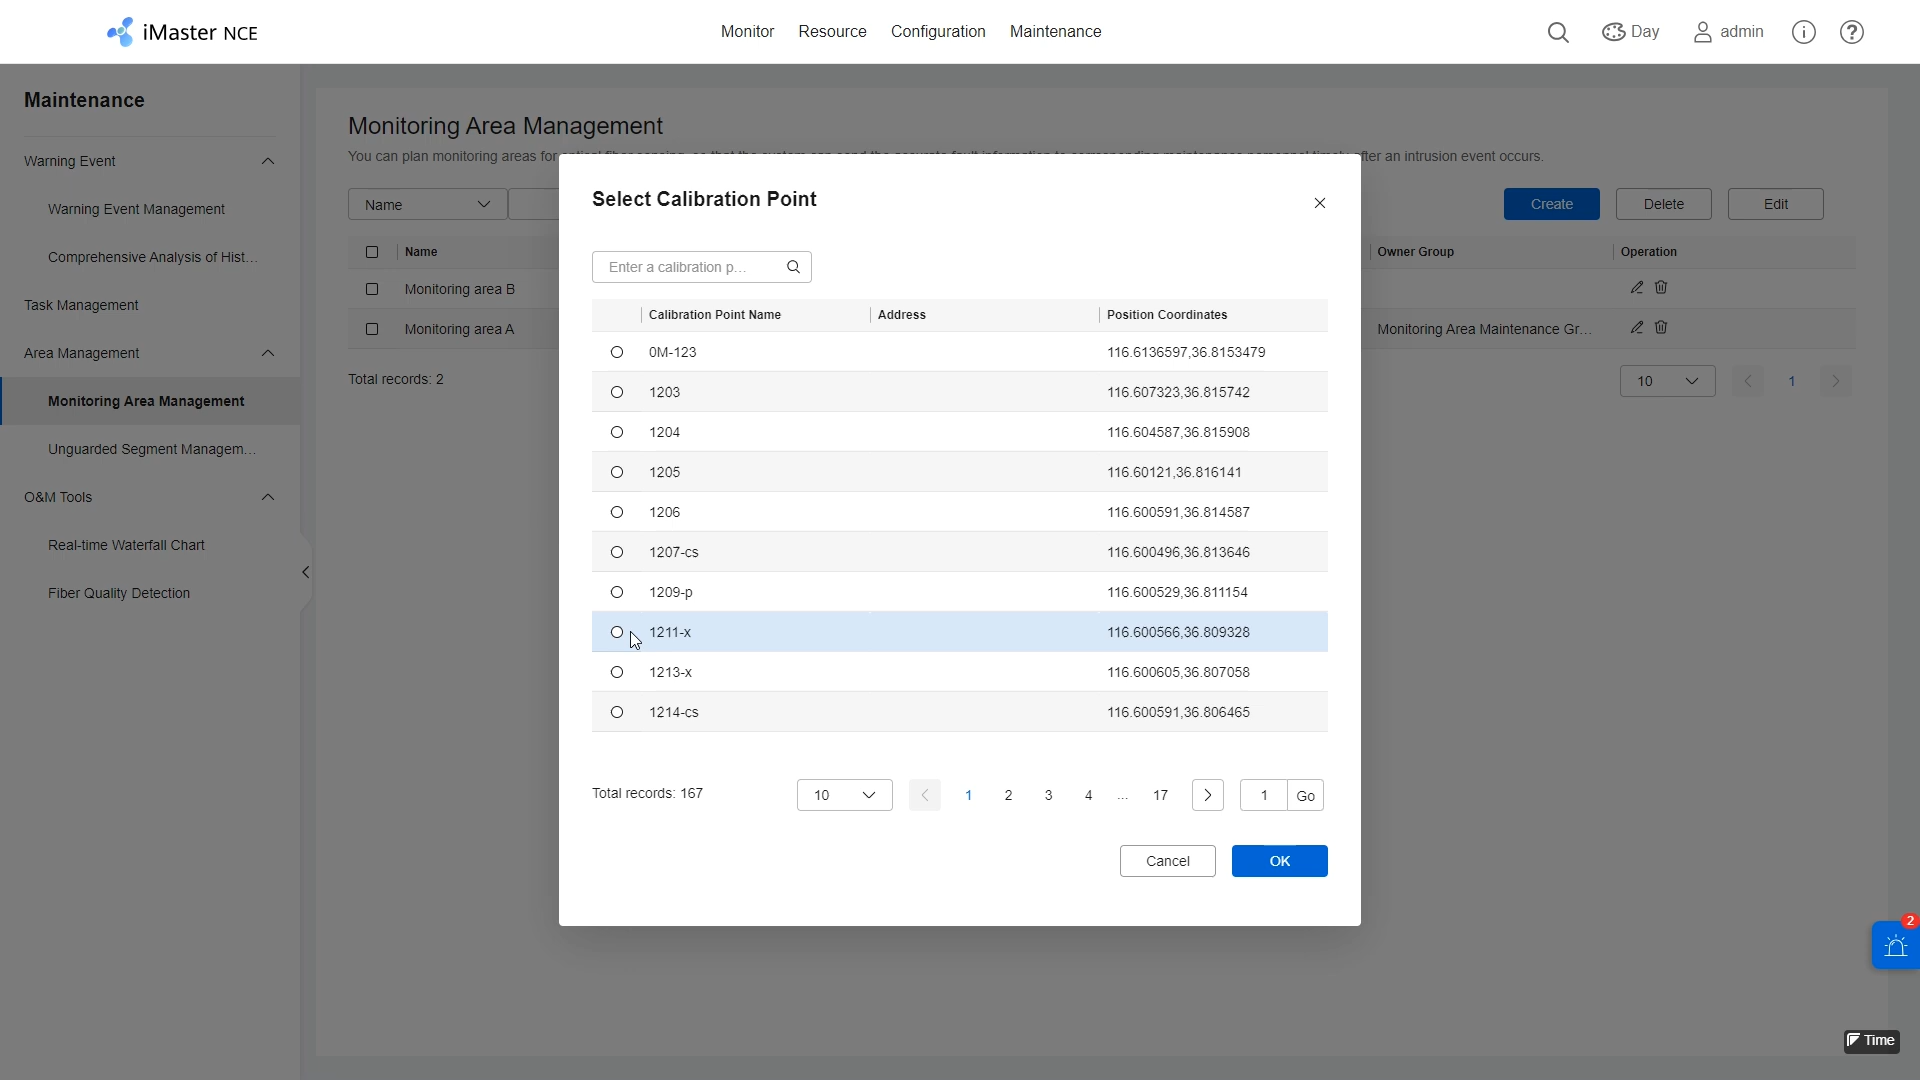 iMaster NCE
Monitor Resource Configuration Maintenance
Day
admin
Maintenance
Warning Event
Warning Event Management
Comprehensive Analysis of Hist...
Task Management
Area Management
Monitoring Area Management
Unguarded Segment Managem...
O&M Tools
Real-time Waterfall Chart
Fiber Quality Detection
Monitoring Area Management
You can plan monitoring areas for
fter an intrusion event occurs.
Name
Create Delete Edit
Name Owner Group Operation
Monitoring area B
Monitoring area A Monitoring Area Maintenance Gr...
Total records: 2
10 1
Select Calibration Point
Enter a calibration p...
Calibration Point Name Address Position Coordinates
0M-123 116.6136597,36.8153479
1203 116.607323,36.815742
1204 116.604587,36.815908
1205 116.60121,36.816141
1206 116.600591,36.814587
1207-cs 116.600496,36.813646
1209-p 116.600529,36.811154
1211-x 116.600566,36.809328
1213-x 116.600605,36.807058
1214-cs 116.600591,36.806465
Total records: 167
10 1 2 3 4 ... 17 1 Go
Cancel OK
2
Time